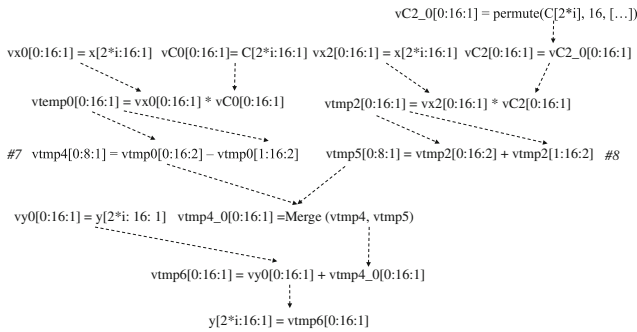 vC2_0[0:16:1] = permute(C[2*i], 16, […])
vx0[0:16:1] = x[2*i:16:1] vC0[0:16:1]= C[2*i:16:1] vx2[0:16:1] = x[2*i:16:1] vC2[0:16:1] = vC2_0[0:16:1]
vtemp0[0:16:1] = vx0[0:16:1] * vC0[0:16:1] vtmp2[0:16:1] = vx2[0:16:1] * vC2[0:16:1]
#7 vtmp4[0:8:1] = vtmp0[0:16:2] – vtmp0[1:16:2] vtmp5[0:8:1] = vtmp2[0:16:2] + vtmp2[1:16:2] #8
vy0[0:16:1] = y[2*i: 16: 1] vtmp4_0[0:16:1] =Merge (vtmp4, vtmp5)
vtmp6[0:16:1] = vy0[0:16:1] + vtmp4_0[0:16:1]
y[2*i:16:1] = vtmp6[0:16:1]